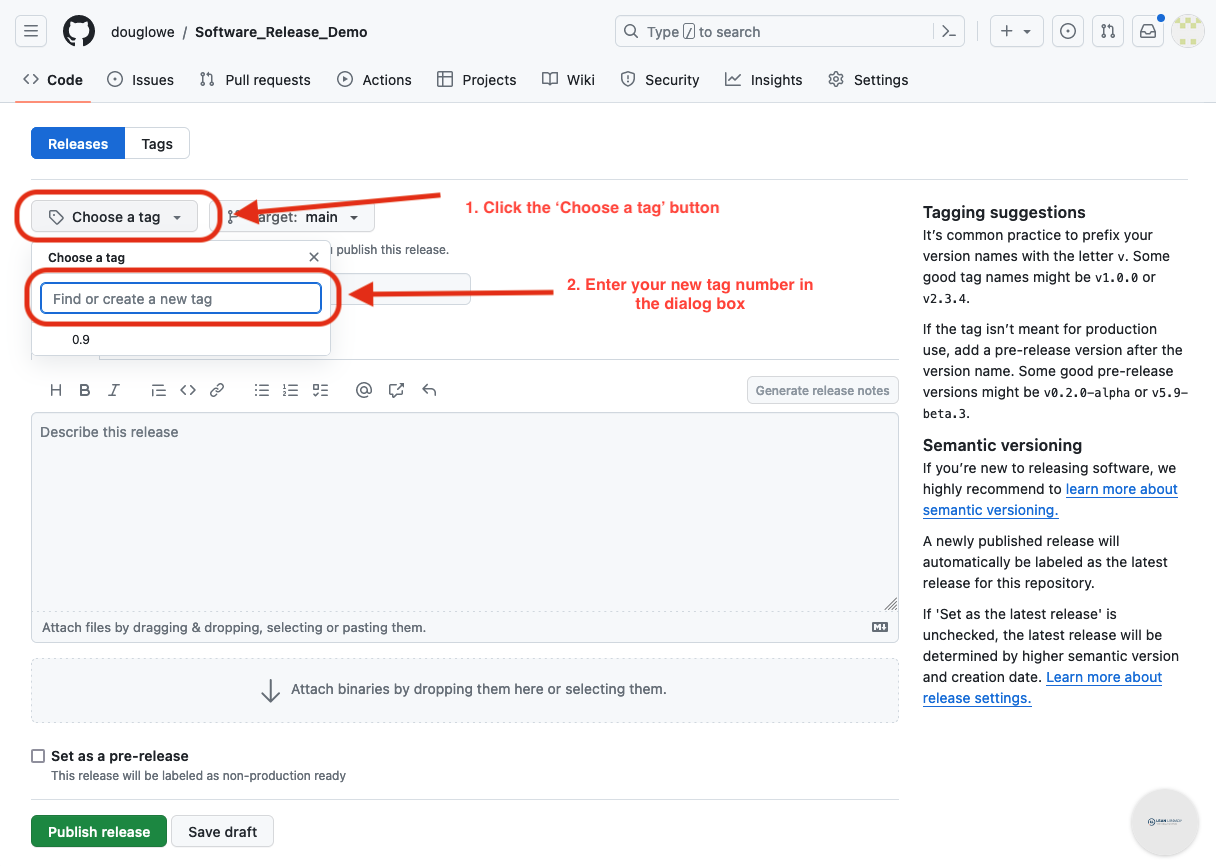 douglowe / Software_Release_Demo
Type / to search
Code
Issues
Pull requests
Actions
Projects
Wiki
Security
Insights
Settings
Releases
Tags
Choose a tag
arget: main
1. Click the ‘Choose a tag’ button
publish this release.
Choose a tag
Find or create a new tag
2. Enter your new tag number in
the dialog box
0.9
H B I
Generate release notes
Describe this release
Attach files by dragging & dropping, selecting or pasting them.
Attach binaries by dropping them here or selecting them.
Set as a pre-release
This release will be labeled as non-production ready
Publish release
Save draft
Tagging suggestions
It’s common practice to prefix your
version names with the letter v. Some
good tag names might be v1.0.0 or
v2.3.4.
If the tag isn’t meant for production
use, add a pre-release version after the
version name. Some good pre-release
versions might be v0.2.0-alpha or v5.9-
beta.3.
Semantic versioning
If you’re new to releasing software, we
highly recommend to learn more about
semantic versioning.
A newly published release will
automatically be labeled as the latest
release for this repository.
If 'Set as the latest release' is
unchecked, the latest release will be
determined by higher semantic version
and creation date. Learn more about
release settings.